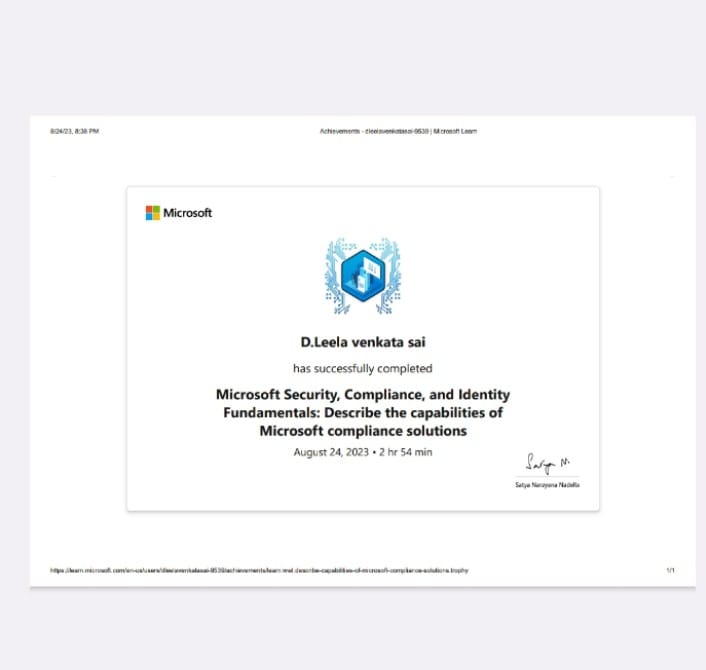 8/24/23, 8:38 PM
Achievements - dleelavenkatasai-9539 | Microsoft Learn
Microsoft
D.Leela venkata sai
has successfully completed
Microsoft Security, Compliance, and Identity
Fundamentals: Describe the capabilities of
Microsoft compliance solutions
August 24, 2023 • 2 hr 54 min
Satya N.
Satya Narayana Nadella
https://learn.microsoft.com/en-us/users/dleelavenkatasai-9539/achievements/learn.wwl.describe-capabilities-of-microsoft-compliance-solutions.trophy
1/1